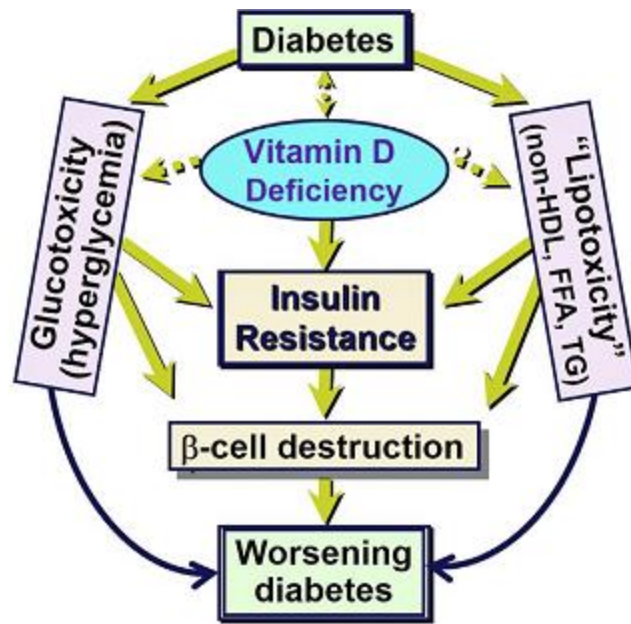 Diabetes
Glucotoxicity
(hyperglycemia)
Vitamin D
Deficiency
?
“Lipotoxicity”
(non-HDL, FFA, TG)
Insulin
Resistance
β-cell destruction
Worsening
diabetes